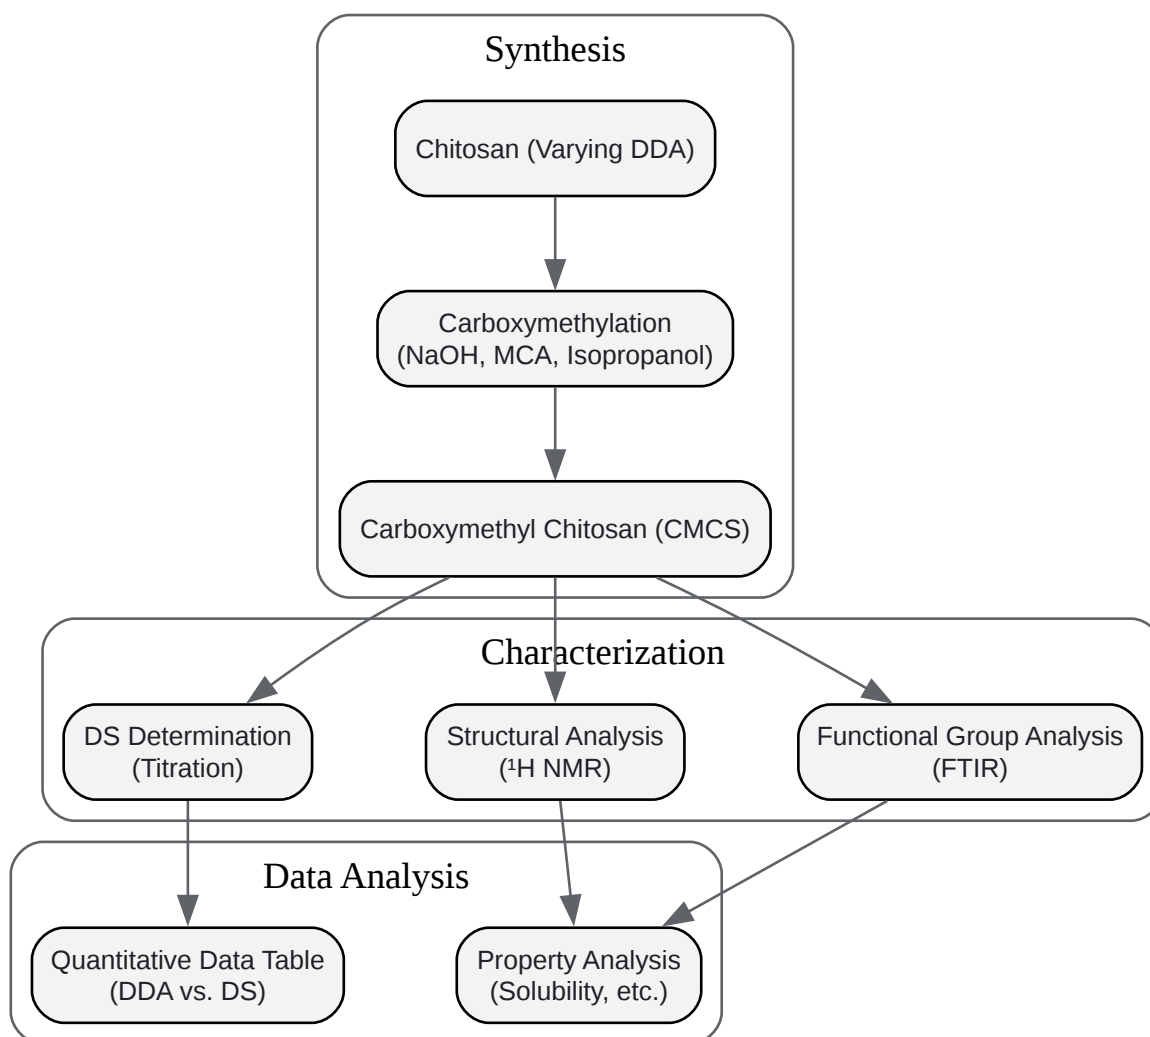 Synthesis
Chitosan (Varying DDA)
Carboxymethylation
(NaOH, MCA, Isopropanol)
Carboxymethyl Chitosan (CMCS)
Characterization
DS Determination
(Titration)
Structural Analysis
(¹H NMR)
Functional Group Analysis
(FTIR)
Data Analysis
Quantitative Data Table
(DDA vs. DS)
Property Analysis
(Solubility, etc.)